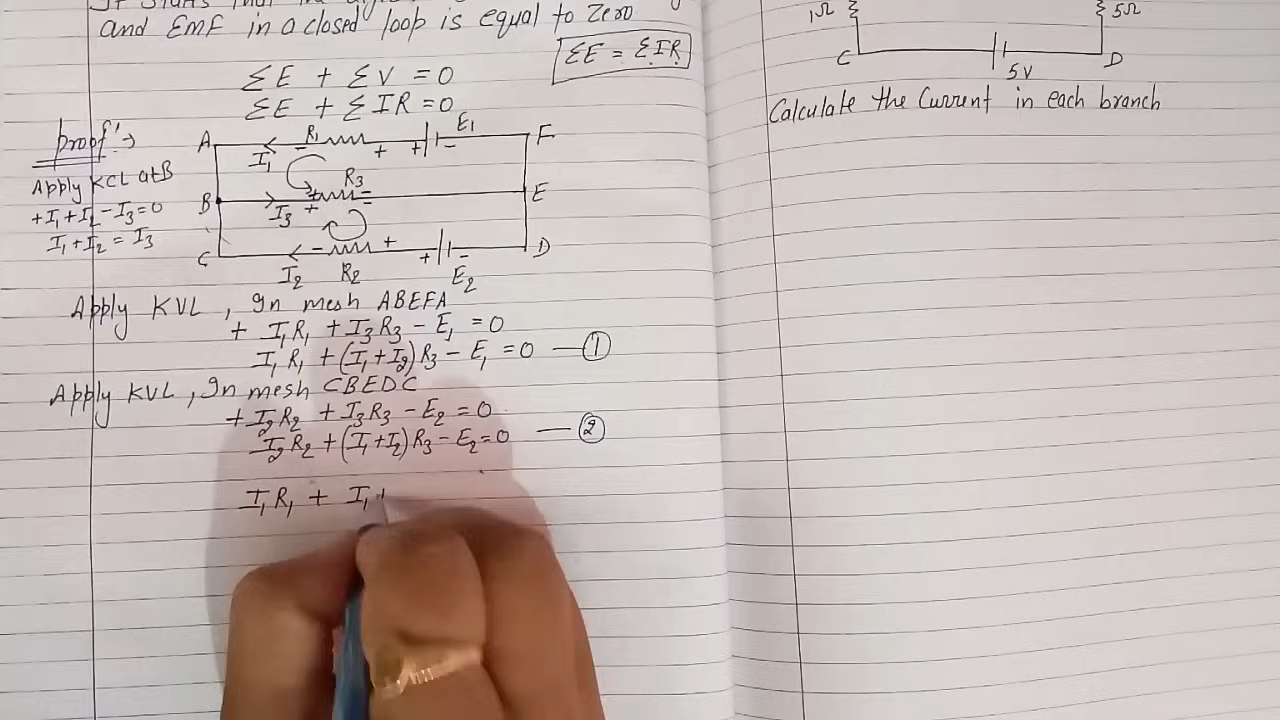 and EMF in a closed loop is equal to Zero
ΣE = ΣIR
ΣE + ΣV = 0
ΣE + ΣIR = 0
Proof:→
Apply KCL at B
+I₁+I₂-I₃=0
I₁+I₂ = I₃
A I₁ R₁ - + + - E₁ F
B I₃ + R₃ - E
C I₂ - R₂ + + - E₂ D
Apply KVL, In mesh ABEFA
+ I₁R₁ + I₃R₃ - E₁ = 0
I₁R₁ + (I₁+I₂)R₃ - E₁ = 0 — ①
Apply KVL, In mesh CBEDC
+ I₂R₂ + I₃R₃ - E₂ = 0
I₂R₂ + (I₁+I₂)R₃ - E₂ = 0 — ②
I₁R₁ + I₁
1Ω 5Ω
C 5V D
Calculate the Current in each branch